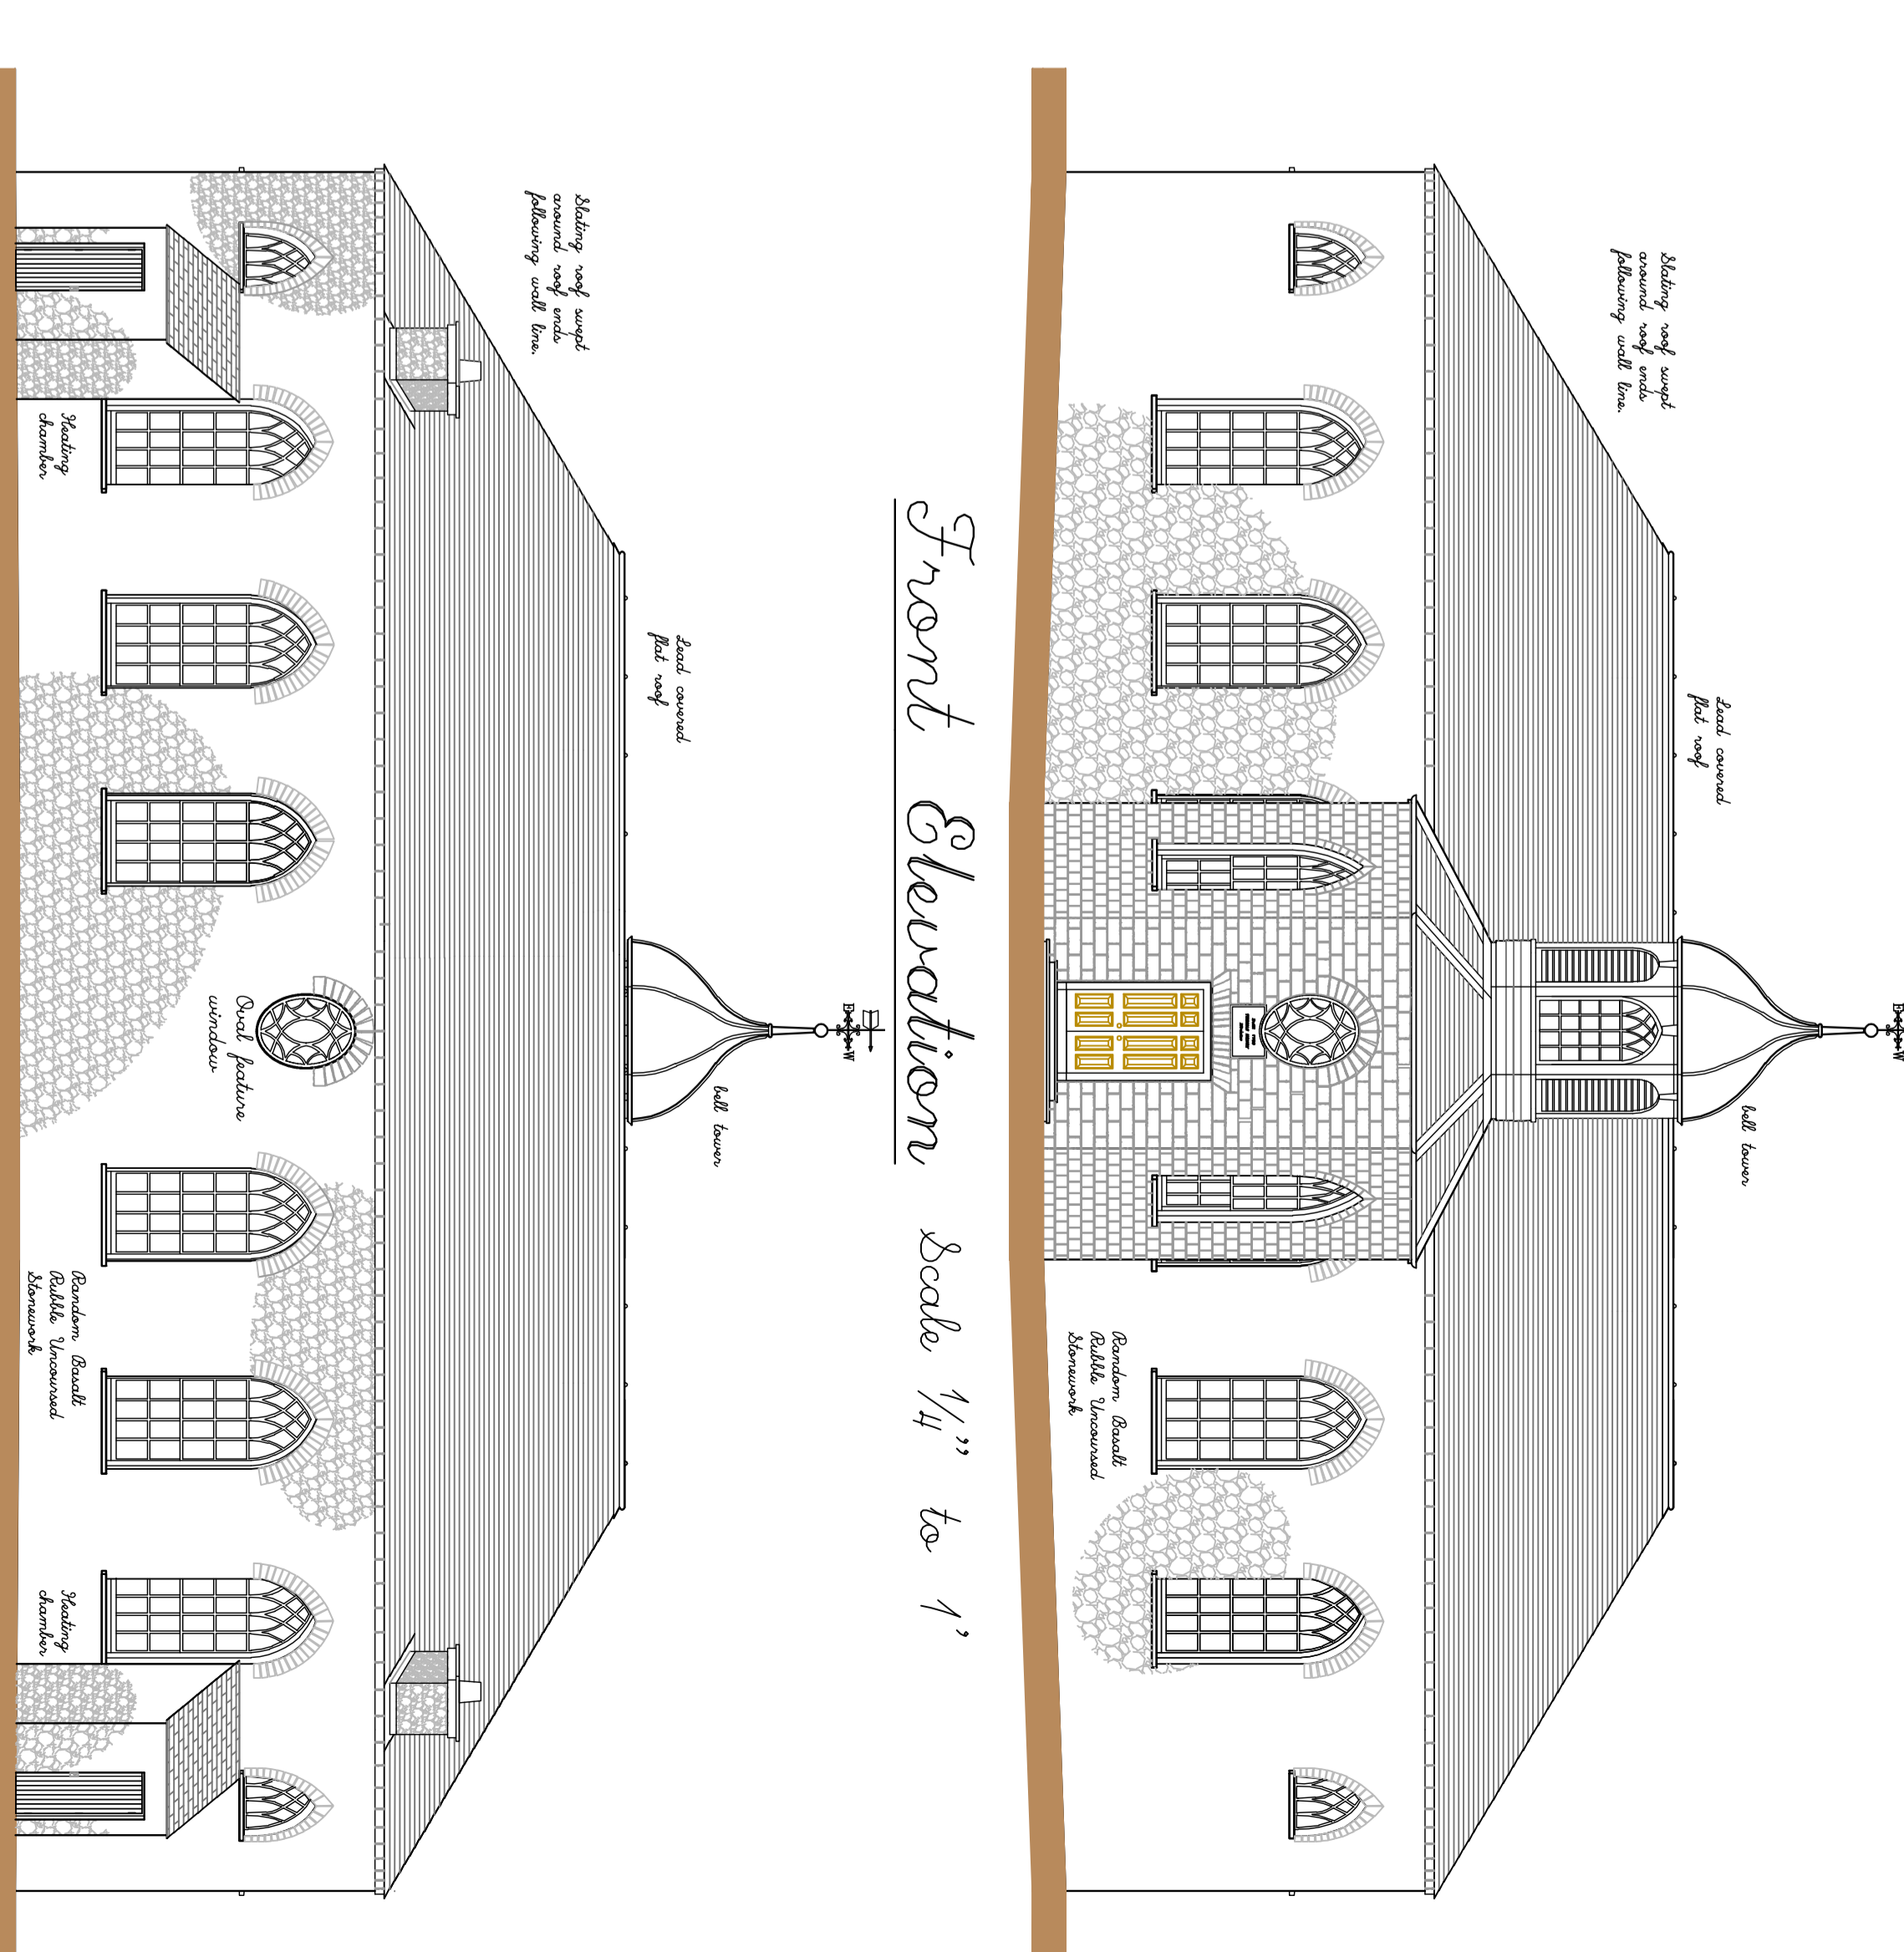 E W
bell tower
Lead covered
flat roof
Slating roof swept
around roof ends
following wall line.
Random Basalt
Rubble Uncoursed
Stonework
Front Elevation Scale 1/4" to 1'
E W
bell tower
Lead covered
flat roof
Slating roof swept
around roof ends
following wall line.
Oval feature
window
Heating
chamber
Random Basalt
Rubble Uncoursed
Stonework
Heating
chamber